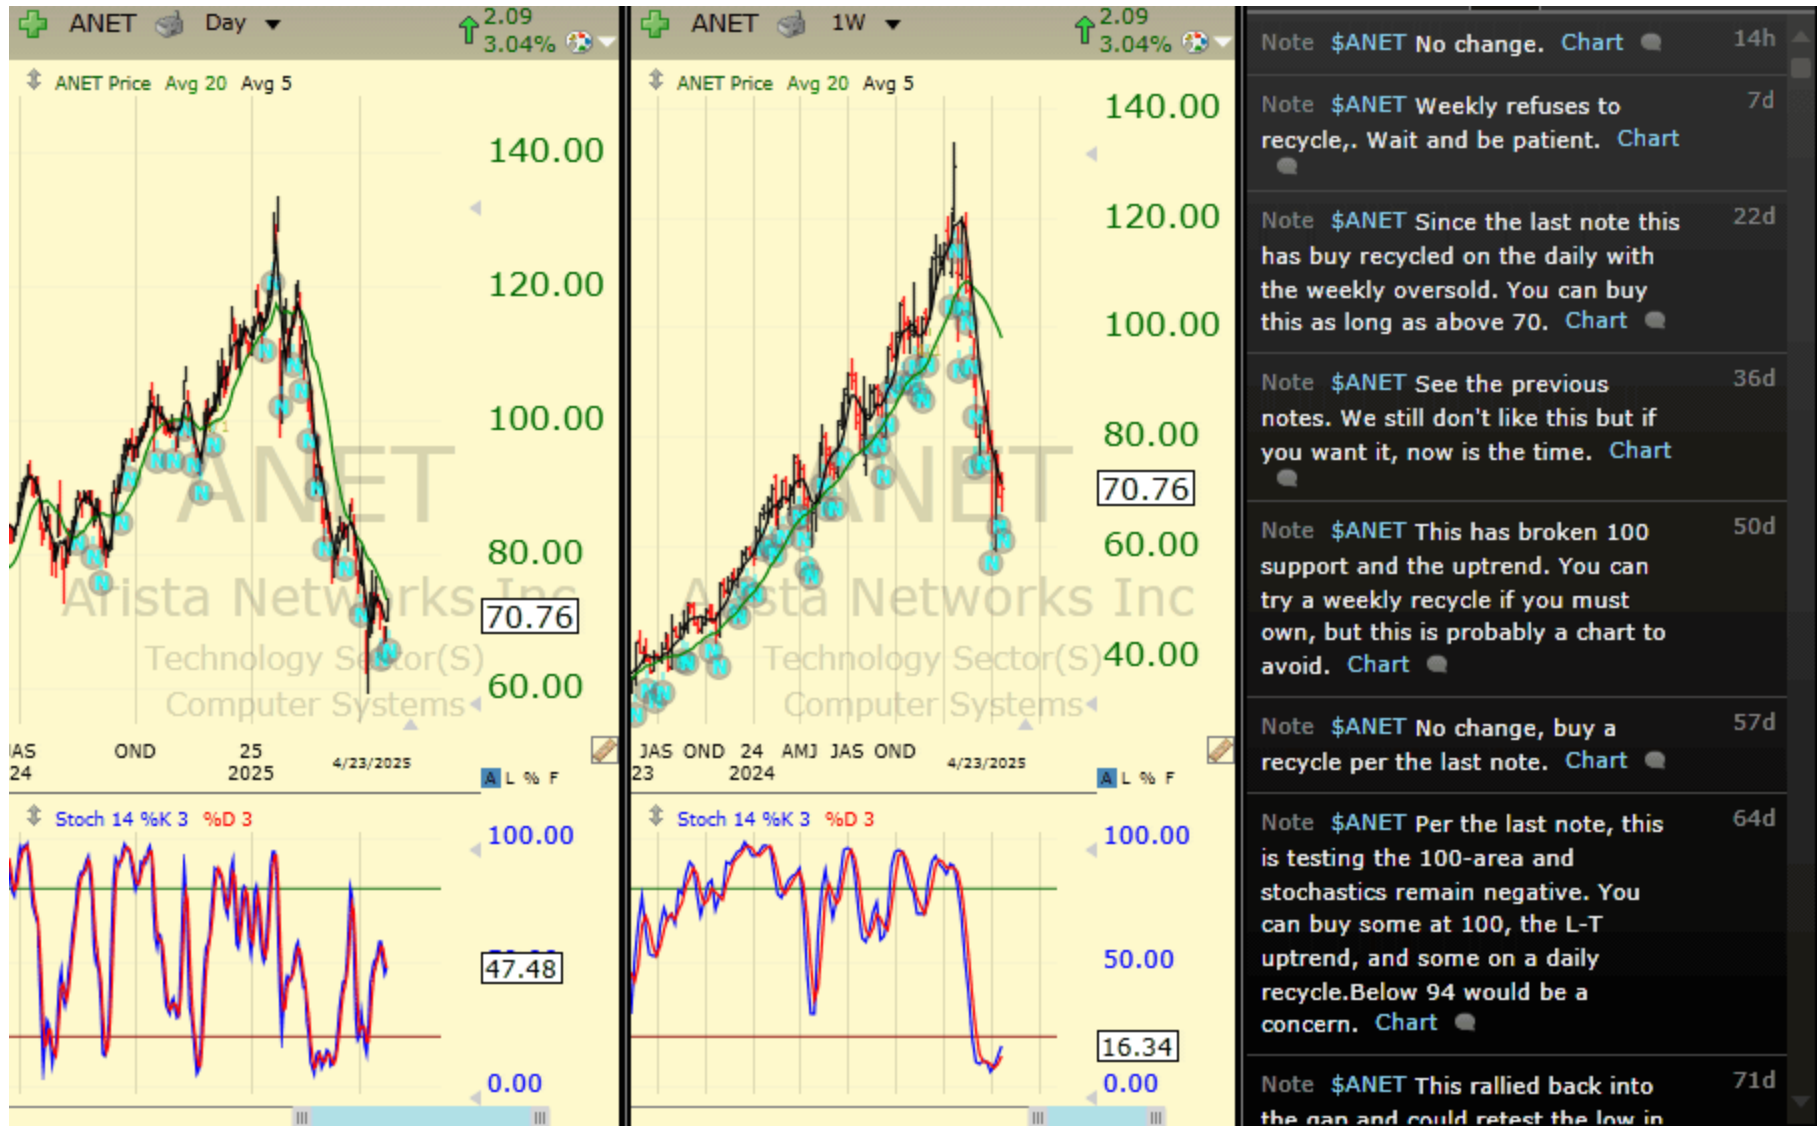 ANET Day
2.09
3.04%
ANET Price Avg 20 Avg 5
140.00
120.00
100.00
80.00
70.76
60.00
ANET
Arista Networks Inc
Technology Sector(S)
Computer Systems
JAS OND 25
24 2025 4/23/2025
A L % F
Stoch 14 %K 3 %D 3
100.00
47.48
0.00
ANET 1W
2.09
3.04%
ANET Price Avg 20 Avg 5
140.00
120.00
100.00
80.00
70.76
60.00
40.00
ANET
Arista Networks Inc
Technology Sector(S)
Computer Systems
JAS OND 24 AMJ JAS OND
23 2024 4/23/2025
A L % F
Stoch 14 %K 3 %D 3
100.00
50.00
16.34
0.00
Note $ANET No change. Chart 14h
Note $ANET Weekly refuses to 7d
recycle,. Wait and be patient. Chart
Note $ANET Since the last note this 22d
has buy recycled on the daily with
the weekly oversold. You can buy
this as long as above 70. Chart
Note $ANET See the previous 36d
notes. We still don't like this but if
you want it, now is the time. Chart
Note $ANET This has broken 100 50d
support and the uptrend. You can
try a weekly recycle if you must
own, but this is probably a chart to
avoid. Chart
Note $ANET No change, buy a 57d
recycle per the last note. Chart
Note $ANET Per the last note, this 64d
is testing the 100-area and
stochastics remain negative. You
can buy some at 100, the L-T
uptrend, and some on a daily
recycle.Below 94 would be a
concern. Chart
Note $ANET This rallied back into 71d
the gap and could retest the low in